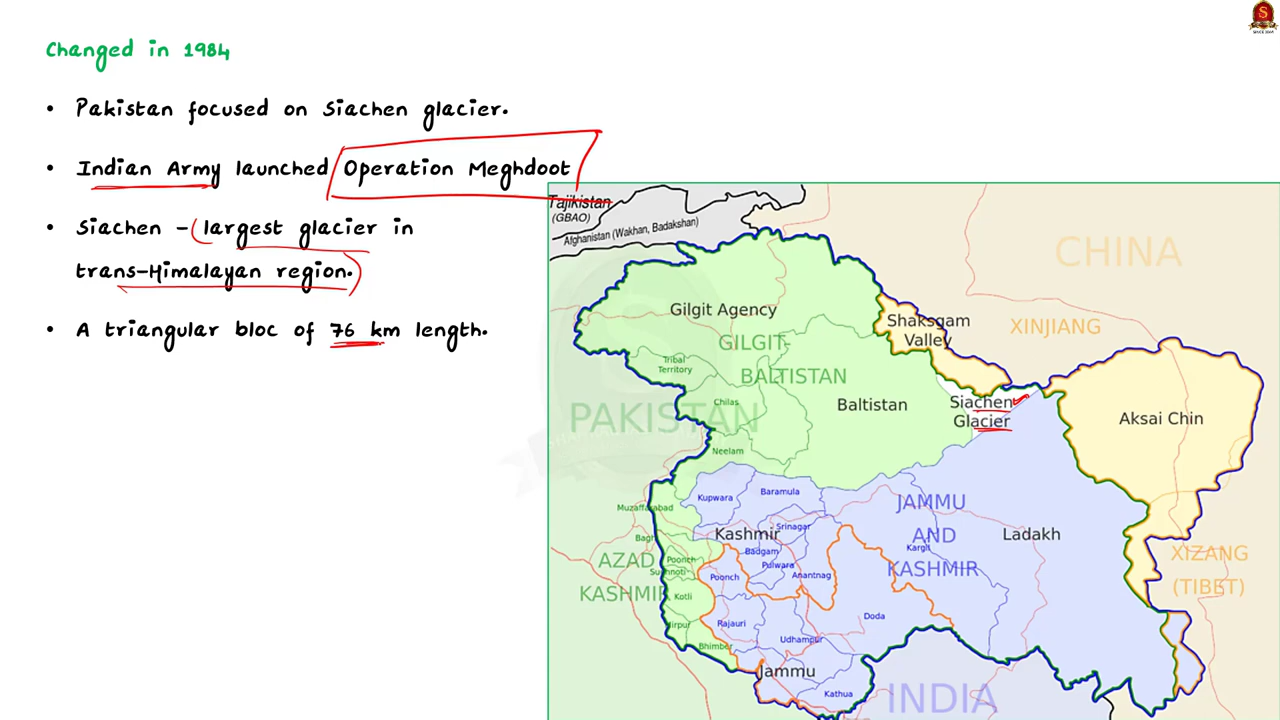 Changed in 1984
• Pakistan focused on Siachen glacier.
• Indian Army launched Operation Meghdoot
• Siachen - (largest glacier in
trans-Himalayan region.)
• A triangular bloc of 76 km length.
S
SINCE 2004
Tajikistan
(GBAO)
Afghanistan (Wakhan, Badakshan)
CHINA
Gilgit Agency
Shaksgam
Valley
XINJIANG
GILGIT-
BALTISTAN
Tribal
Territory
Chilas
Baltistan
Siachen
Glacier
Aksai Chin
PAKISTAN
Neelam
Kupwara
Baramula
JAMMU
AND
KASHMIR
Muzaffarabad
Srinagar
Kashmir
Ladakh
Bagh
Badgam
Kargil
AZAD
KASHMIR
Poonch
Pulwara
Anantnag
XIZANG
(TIBET)
Poonch
Kotli
Doda
Rajauri
Udhampur
Bhimber
Jammu
Kathua
INDIA